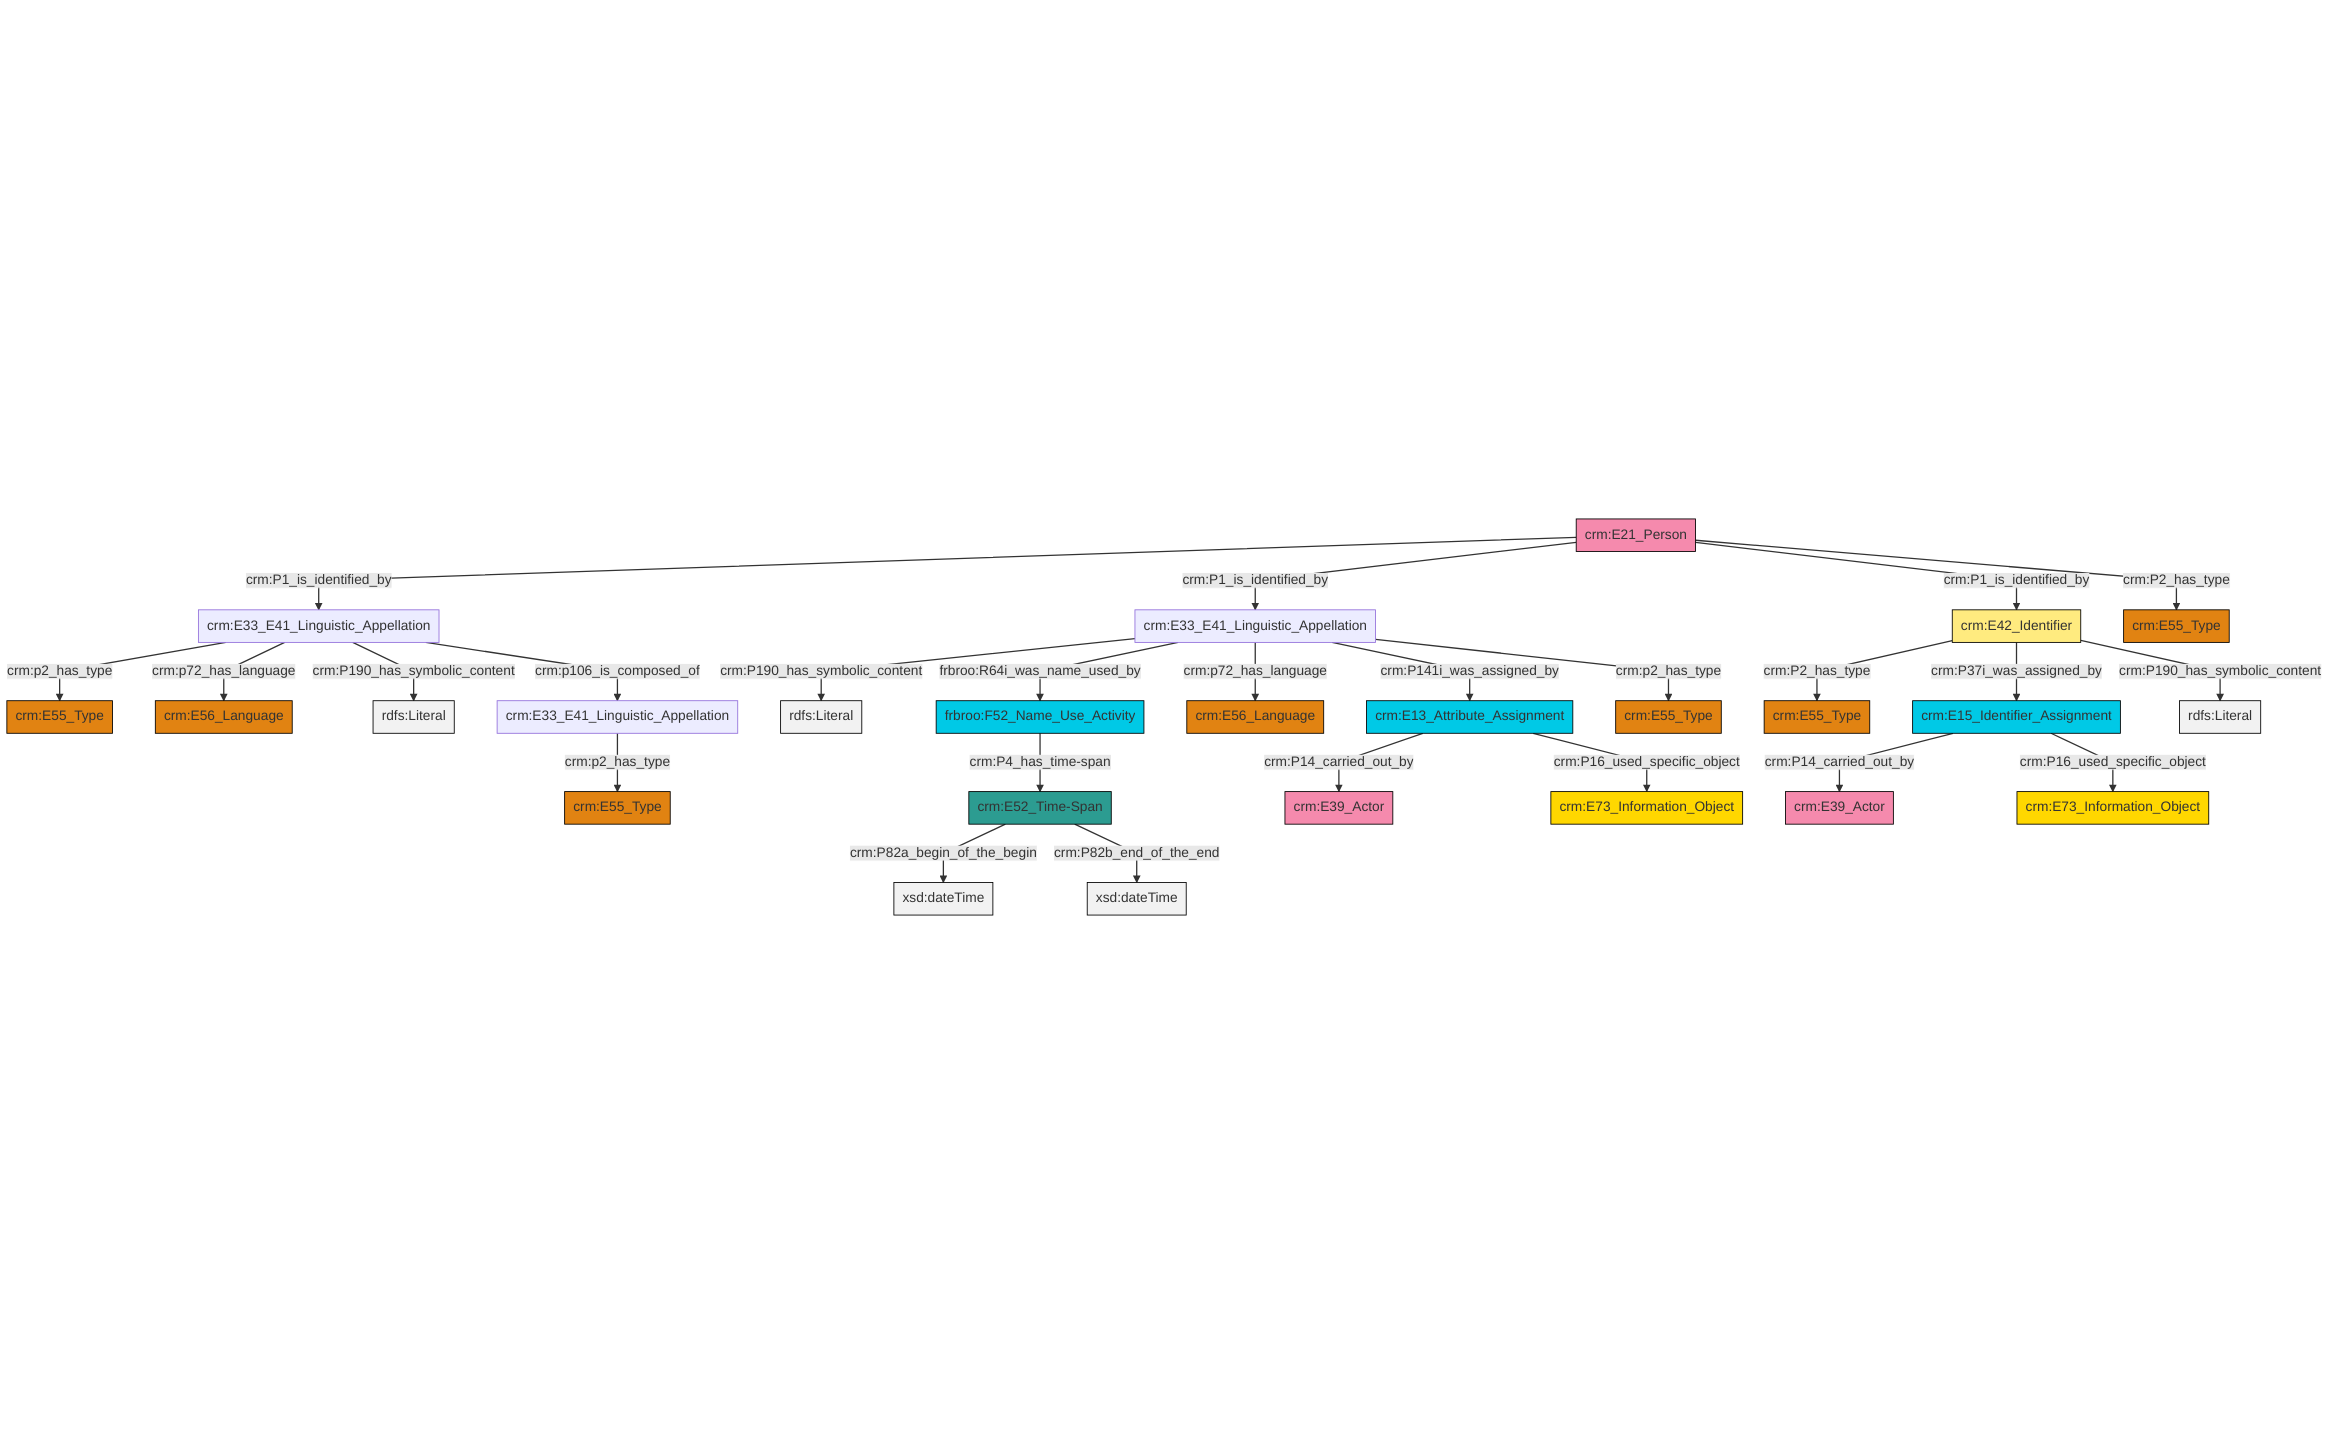 crm:E21_Person
crm:P1_is_identified_by
crm:P1_is_identified_by
crm:P1_is_identified_by
crm:P2_has_type
crm:E33_E41_Linguistic_Appellation
crm:E33_E41_Linguistic_Appellation
crm:E42_Identifier
crm:E55_Type
crm:p2_has_type
crm:p72_has_language
crm:P190_has_symbolic_content
crm:p106_is_composed_of
crm:P190_has_symbolic_content
frbroo:R64i_was_name_used_by
crm:p72_has_language
crm:P141i_was_assigned_by
crm:p2_has_type
crm:P2_has_type
crm:P37i_was_assigned_by
crm:P190_has_symbolic_content
crm:E55_Type
crm:E56_Language
rdfs:Literal
crm:E33_E41_Linguistic_Appellation
rdfs:Literal
frbroo:F52_Name_Use_Activity
crm:E56_Language
crm:E13_Attribute_Assignment
crm:E55_Type
crm:E55_Type
crm:E15_Identifier_Assignment
rdfs:Literal
crm:p2_has_type
crm:P4_has_time-span
crm:P14_carried_out_by
crm:P16_used_specific_object
crm:P14_carried_out_by
crm:P16_used_specific_object
crm:E55_Type
crm:E52_Time-Span
crm:E39_Actor
crm:E73_Information_Object
crm:E39_Actor
crm:E73_Information_Object
crm:P82a_begin_of_the_begin
crm:P82b_end_of_the_end
xsd:dateTime
xsd:dateTime